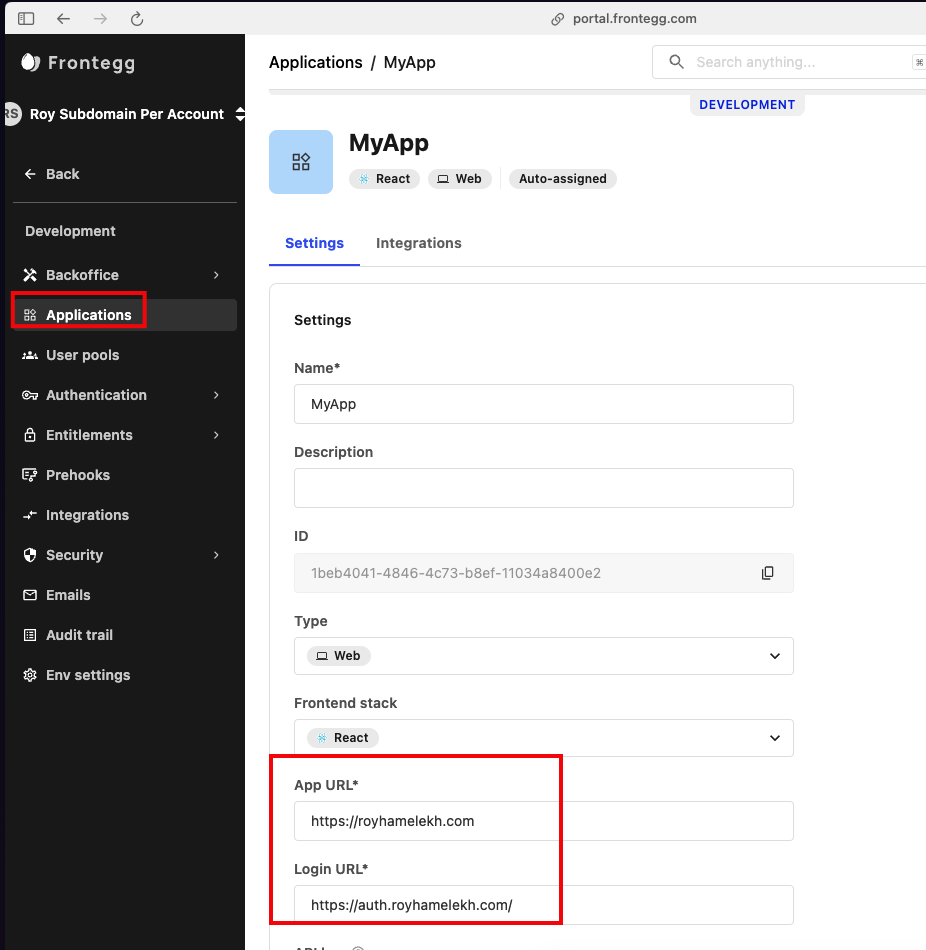 portal.frontegg.com
Frontegg
Applications / MyApp
Search anything...
⌘
RS
Roy Subdomain Per Account
DEVELOPMENT
MyApp
React
Web
Auto-assigned
Back
Development
Settings
Integrations
Backoffice
Applications
User pools
Authentication
Entitlements
Prehooks
Integrations
Security
Emails
Audit trail
Env settings
Settings
Name*
MyApp
Description
ID
1beb4041-4846-4c73-b8ef-11034a8400e2
Type
Web
Frontend stack
React
App URL*
https://royhamelekh.com
Login URL*
https://auth.royhamelekh.com/